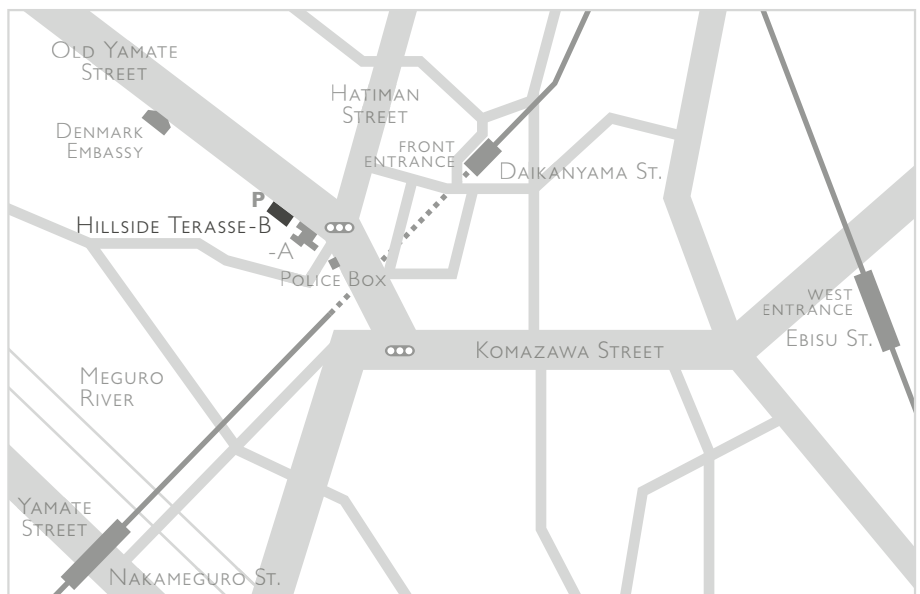 OLD YAMATE
STREET
HATIMAN
STREET
DENMARK
EMBASSY
FRONT
ENTRANCE
DAIKANYAMA ST.
P
HILLSIDE TERASSE-B
-A
POLICE BOX
WEST
ENTRANCE
EBISU ST.
KOMAZAWA STREET
MEGURO
RIVER
YAMATE
STREET
NAKAMEGURO ST.